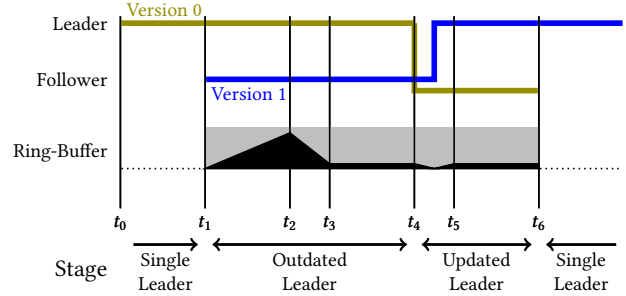 Version 0
Leader
Follower
Version 1
Ring-Buffer
t0 t1 t2 t3 t4 t5 t6
Stage
Single Leader
Outdated Leader
Updated Leader
Single Leader